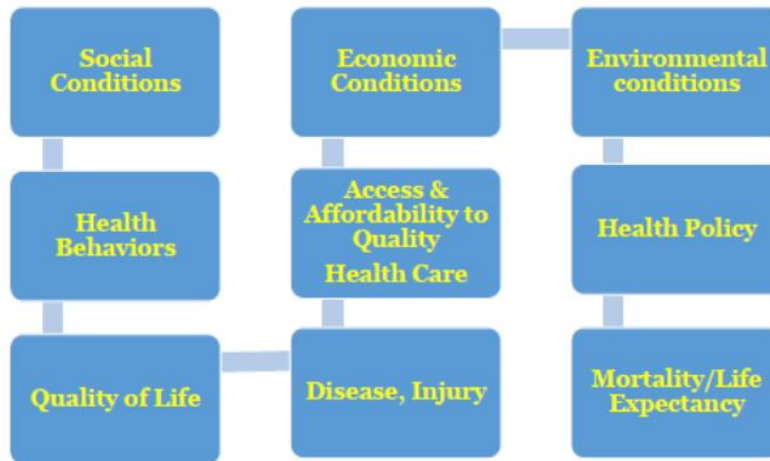 Social
Conditions
Economic
Conditions
Environmental
conditions
Health
Behaviors
Access &
Affordability to
Quality
Health Care
Health Policy
Quality of Life
Disease, Injury
Mortality/Life
Expectancy